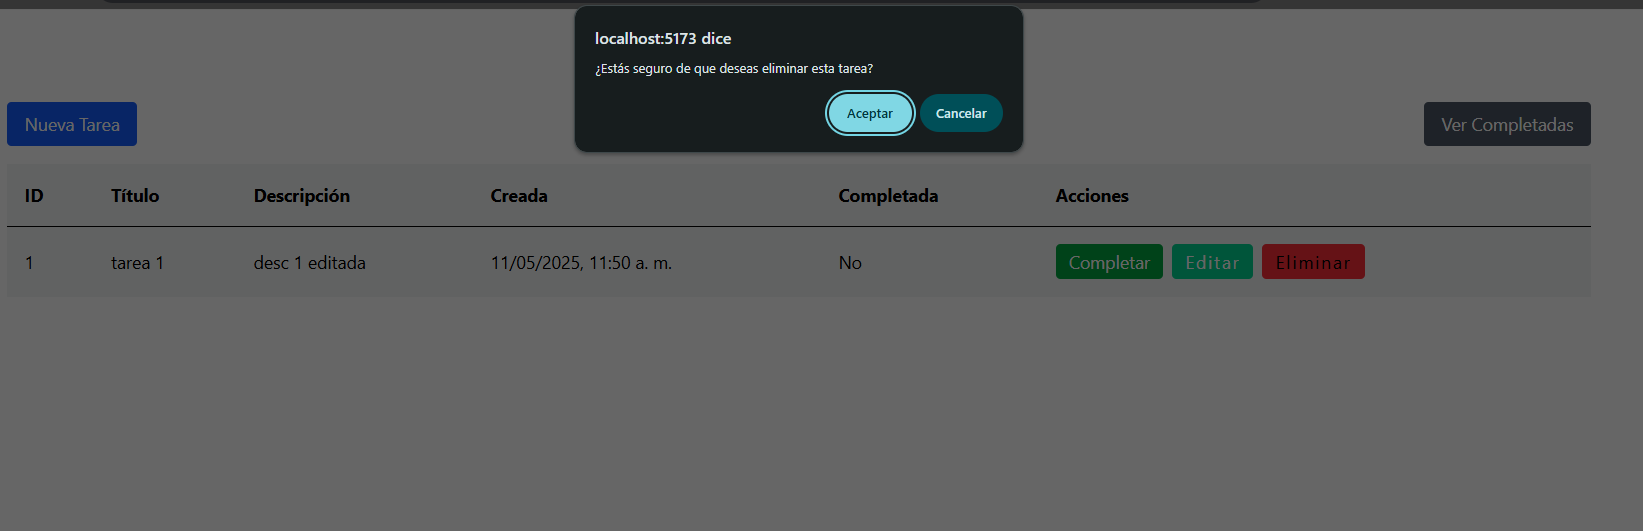 localhost:5173 dice
¿Estás seguro de que deseas eliminar esta tarea?
Aceptar Cancelar
Nueva Tarea Ver Completadas
ID Título Descripción Creada Completada Acciones
1 tarea 1 desc 1 editada 11/05/2025, 11:50 a. m. No Completar Editar Eliminar